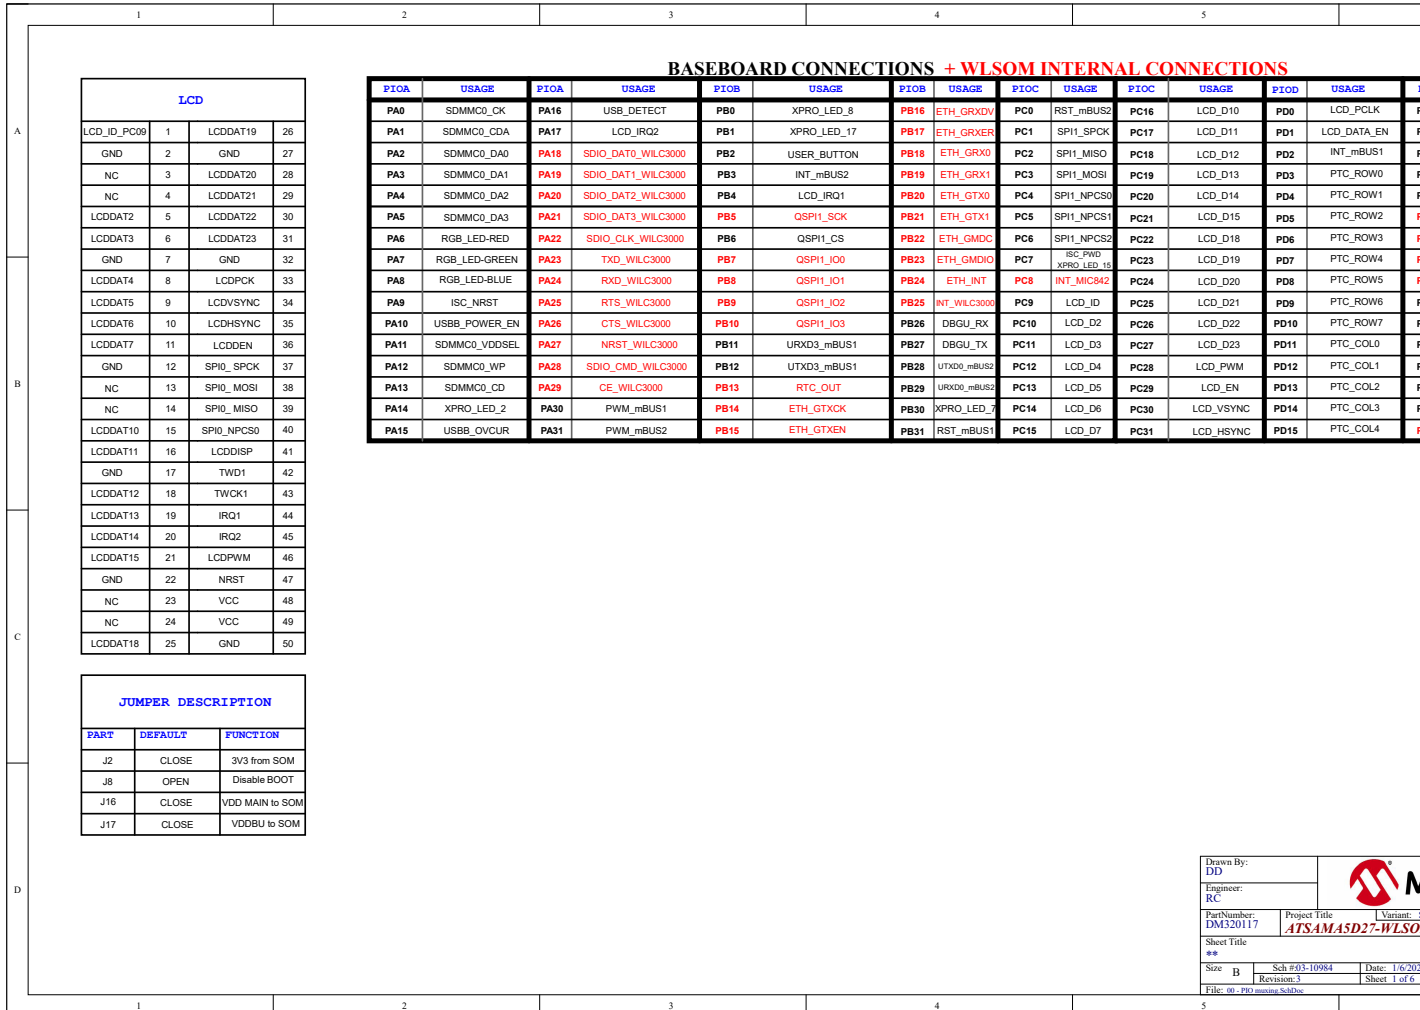 1 2 3 4 5
BASEBOARD CONNECTIONS + WLSOM INTERNAL CONNECTIONS
LCD
LCD_ID_PC09 1 LCDDAT19 26
GND 2 GND 27
NC 3 LCDDAT20 28
NC 4 LCDDAT21 29
LCDDAT2 5 LCDDAT22 30
LCDDAT3 6 LCDDAT23 31
GND 7 GND 32
LCDDAT4 8 LCDPCK 33
LCDDAT5 9 LCDVSYNC 34
LCDDAT6 10 LCDHSYNC 35
LCDDAT7 11 LCDDEN 36
GND 12 SPI0_ SPCK 37
NC 13 SPI0_ MOSI 38
NC 14 SPI0_ MISO 39
LCDDAT10 15 SPI0_NPCS0 40
LCDDAT11 16 LCDDISP 41
GND 17 TWD1 42
LCDDAT12 18 TWCK1 43
LCDDAT13 19 IRQ1 44
LCDDAT14 20 IRQ2 45
LCDDAT15 21 LCDPWM 46
GND 22 NRST 47
NC 23 VCC 48
NC 24 VCC 49
LCDDAT18 25 GND 50
PIOA USAGE PIOA USAGE PIOB USAGE PIOB USAGE PIOC USAGE PIOC USAGE PIOD USAGE
PA0 SDMMC0_CK PA16 USB_DETECT PB0 XPRO_LED_8 PB16 ETH_GRXDV PC0 RST_mBUS2 PC16 LCD_D10 PD0 LCD_PCLK
PA1 SDMMC0_CDA PA17 LCD_IRQ2 PB1 XPRO_LED_17 PB17 ETH_GRXER PC1 SPI1_SPCK PC17 LCD_D11 PD1 LCD_DATA_EN
PA2 SDMMC0_DA0 PA18 SDIO_DAT0_WILC3000 PB2 USER_BUTTON PB18 ETH_GRX0 PC2 SPI1_MISO PC18 LCD_D12 PD2 INT_mBUS1
PA3 SDMMC0_DA1 PA19 SDIO_DAT1_WILC3000 PB3 INT_mBUS2 PB19 ETH_GRX1 PC3 SPI1_MOSI PC19 LCD_D13 PD3 PTC_ROW0
PA4 SDMMC0_DA2 PA20 SDIO_DAT2_WILC3000 PB4 LCD_IRQ1 PB20 ETH_GTX0 PC4 SPI1_NPCS0 PC20 LCD_D14 PD4 PTC_ROW1
PA5 SDMMC0_DA3 PA21 SDIO_DAT3_WILC3000 PB5 QSPI1_SCK PB21 ETH_GTX1 PC5 SPI1_NPCS1 PC21 LCD_D15 PD5 PTC_ROW2
PA6 RGB_LED-RED PA22 SDIO_CLK_WILC3000 PB6 QSPI1_CS PB22 ETH_GMDC PC6 SPI1_NPCS2 PC22 LCD_D18 PD6 PTC_ROW3
PA7 RGB_LED-GREEN PA23 TXD_WILC3000 PB7 QSPI1_IO0 PB23 ETH_GMDIO PC7 ISC_PWD XPRO_LED_15 PC23 LCD_D19 PD7 PTC_ROW4
PA8 RGB_LED-BLUE PA24 RXD_WILC3000 PB8 QSPI1_IO1 PB24 ETH_INT PC8 INT_MIC842 PC24 LCD_D20 PD8 PTC_ROW5
PA9 ISC_NRST PA25 RTS_WILC3000 PB9 QSPI1_IO2 PB25 INT_WILC3000 PC9 LCD_ID PC25 LCD_D21 PD9 PTC_ROW6
PA10 USBB_POWER_EN PA26 CTS_WILC3000 PB10 QSPI1_IO3 PB26 DBGU_RX PC10 LCD_D2 PC26 LCD_D22 PD10 PTC_ROW7
PA11 SDMMC0_VDDSEL PA27 NRST_WILC3000 PB11 URXD3_mBUS1 PB27 DBGU_TX PC11 LCD_D3 PC27 LCD_D23 PD11 PTC_COL0
PA12 SDMMC0_WP PA28 SDIO_CMD_WILC3000 PB12 UTXD3_mBUS1 PB28 UTXD0_mBUS2 PC12 LCD_D4 PC28 LCD_PWM PD12 PTC_COL1
PA13 SDMMC0_CD PA29 CE_WILC3000 PB13 RTC_OUT PB29 URXD0_mBUS2 PC13 LCD_D5 PC29 LCD_EN PD13 PTC_COL2
PA14 XPRO_LED_2 PA30 PWM_mBUS1 PB14 ETH_GTXCK PB30 XPRO_LED_7 PC14 LCD_D6 PC30 LCD_VSYNC PD14 PTC_COL3
PA15 USBB_OVCUR PA31 PWM_mBUS2 PB15 ETH_GTXEN PB31 RST_mBUS1 PC15 LCD_D7 PC31 LCD_HSYNC PD15 PTC_COL4
A
B
C
D
JUMPER DESCRIPTION
PART DEFAULT FUNCTION
J2 CLOSE 3V3 from SOM
J8 OPEN Disable BOOT
J16 CLOSE VDD MAIN to SOM
J17 CLOSE VDDBU to SOM
Drawn By:
DD
Engineer:
RC
PartNumber:
DM320117
Project Title Variant:
ATSAMA5D27-WLSO
Sheet Title
**
Size B Sch #:03-10984 Date: 1/6/202
Revision:3 Sheet 1 of 6
File: 00 - PIO muxing.SchDoc
1 2 3 4 5